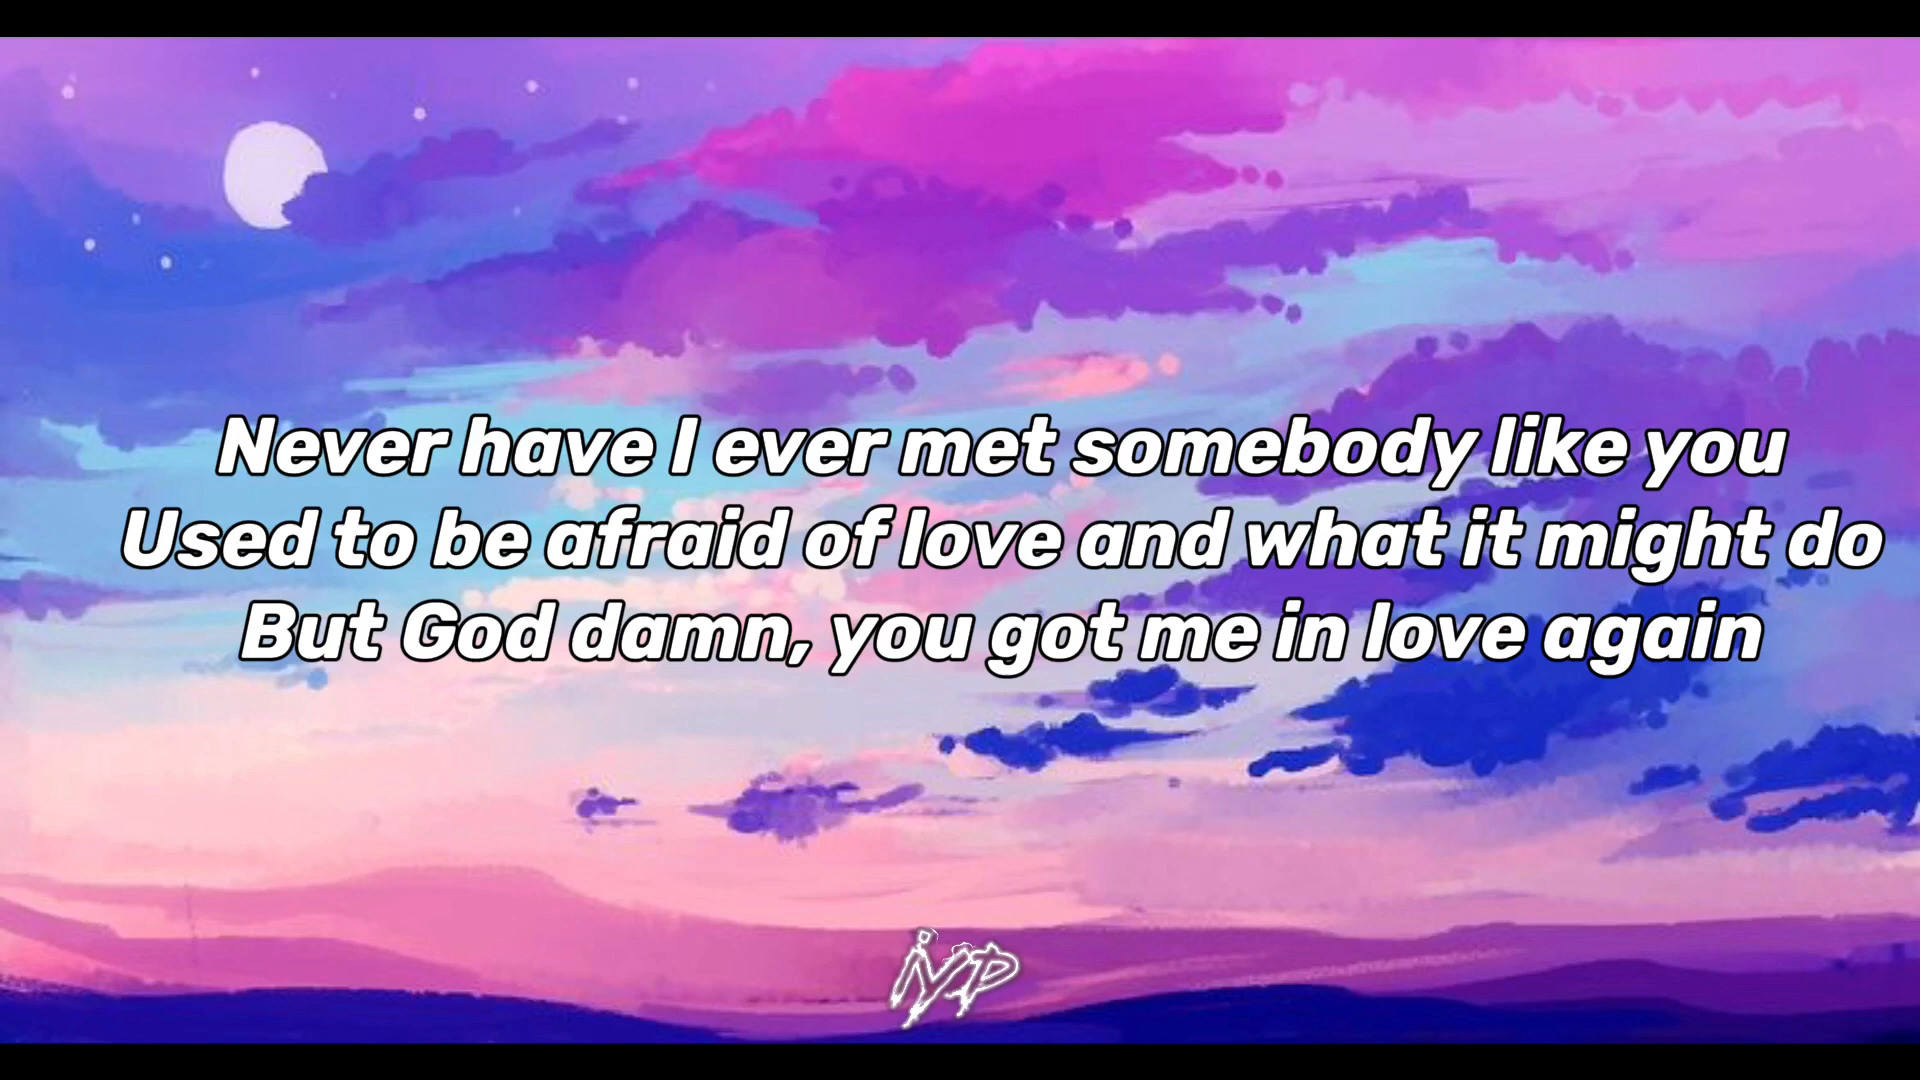 Never have I ever met somebody like you
Used to be afraid of love and what it might do
But God damn, you got me in love again